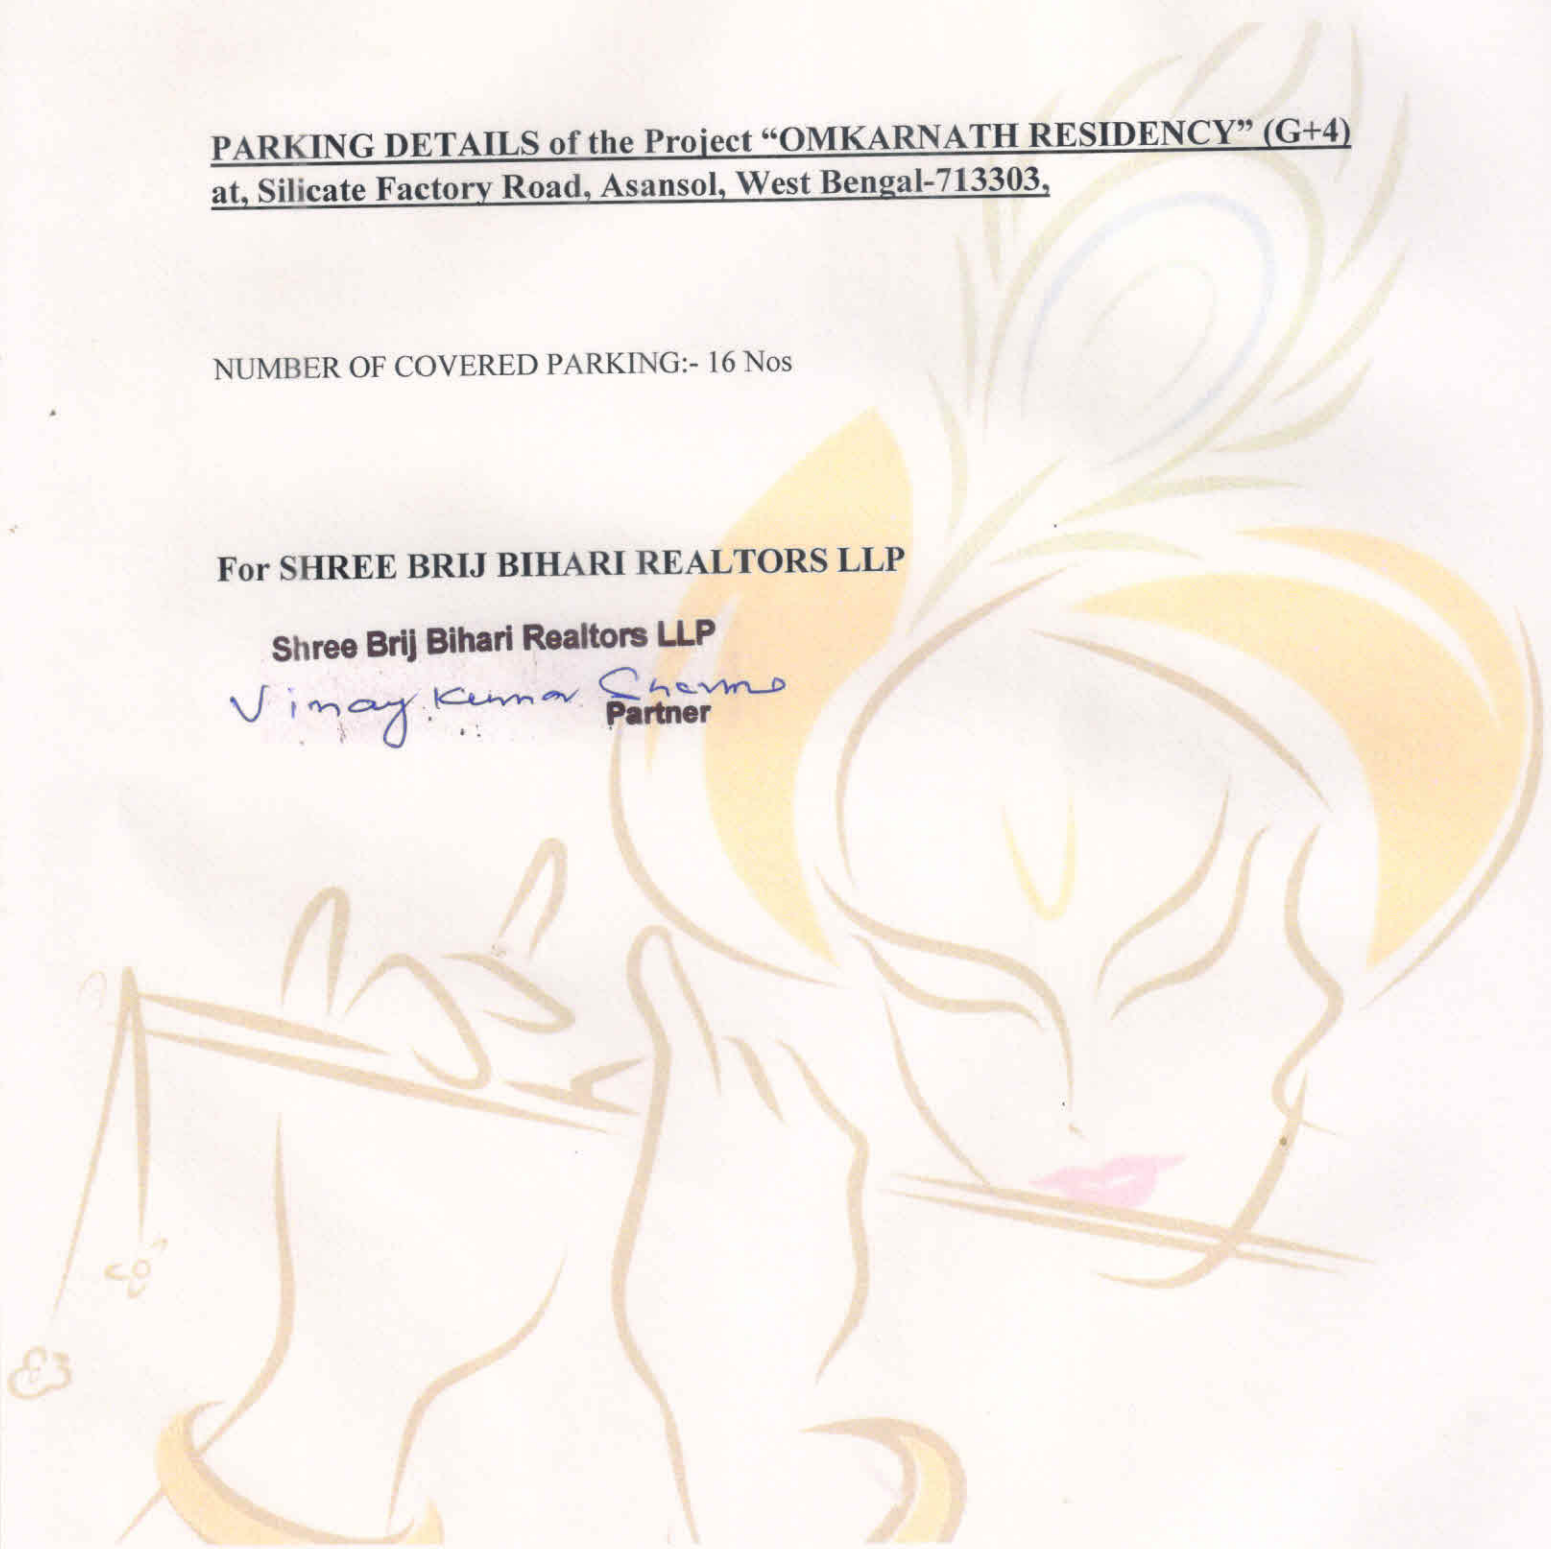 PARKING DETAILS of the Project “OMKARNATH RESIDENCY” (G+4)
at, Silicate Factory Road, Asansol, West Bengal-713303,
NUMBER OF COVERED PARKING:- 16 Nos
For SHREE BRIJ BIHARI REALTORS LLP
Shree Brij Bihari Realtors LLP
Vinay Kumar Sharma
Partner